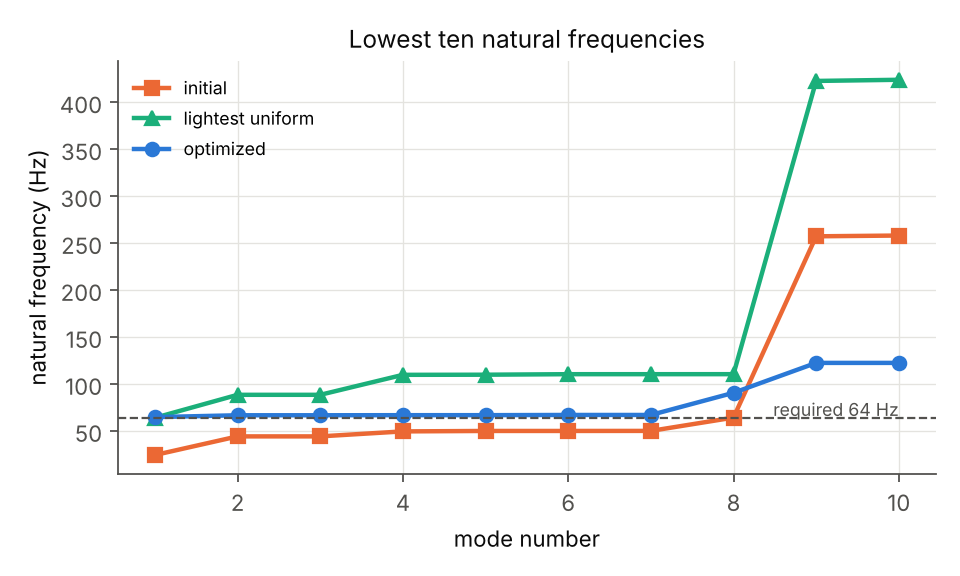 Lowest ten natural frequencies
initial
lightest uniform
optimized
natural frequency (Hz)
400
350
300
250
200
150
100
50
required 64 Hz
2 4 6 8 10
mode number